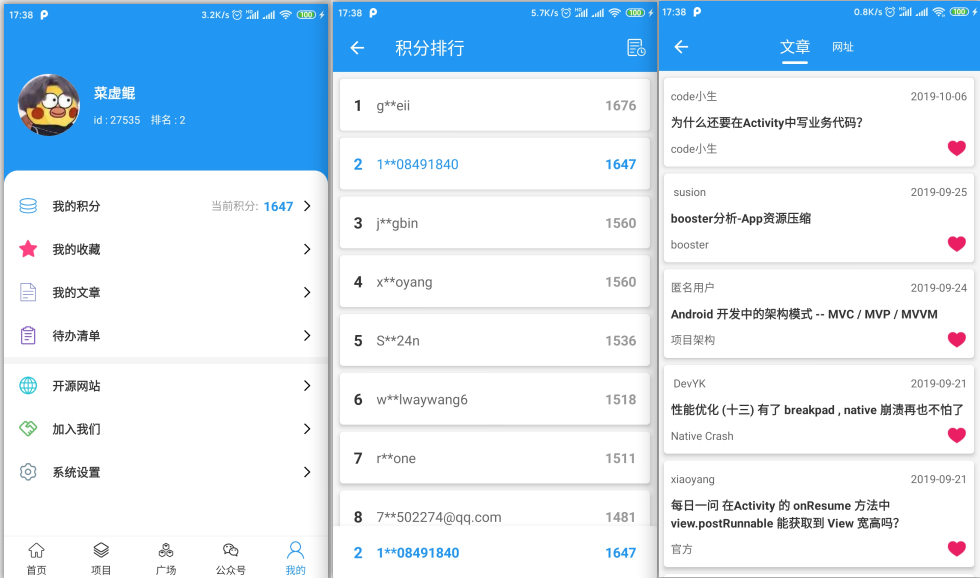 17:38 3.2K/s 100
菜虚鲲
id : 27535 排名 : 2
我的积分 当前积分: 1647
我的收藏
我的文章
待办清单
开源网站
加入我们
系统设置
首页 项目 广场 公众号 我的
17:38 5.7K/s 100
积分排行
1 g**eii 1676
2 1**08491840 1647
3 j**gbin 1560
4 x**oyang 1560
5 S**24n 1536
6 w**lwaywang6 1518
7 r**one 1511
8 7**502274@qq.com 1481
2 1**08491840 1647
17:38 0.8K/s 100
文章 网址
code小生 2019-10-06
为什么还要在Activity中写业务代码?
code小生
susion 2019-09-25
booster分析-App资源压缩
booster
匿名用户 2019-09-24
Android 开发中的架构模式 -- MVC / MVP / MVVM
项目架构
DevYK 2019-09-21
性能优化 (十三) 有了 breakpad , native 崩溃再也不怕了
Native Crash
xiaoyang 2019-09-21
每日一问 在Activity 的 onResume 方法中
view.postRunnable 能获取到 View 宽高吗?
官方